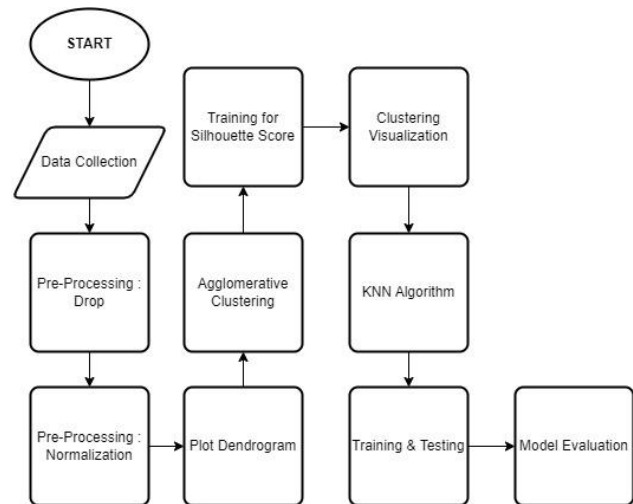 START
Data Collection
Pre-Processing :
Drop
Pre-Processing :
Normalization
Plot Dendrogram
Agglomerative
Clustering
Training for
Silhouette Score
Clustering
Visualization
KNN Algorithm
Training & Testing
Model Evaluation